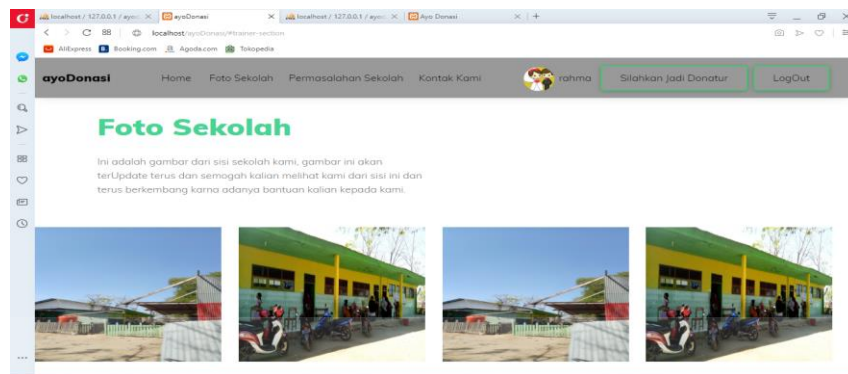 localhost / 127.0.0.1 / ayo
ayoDonasi
localhost / 127.0.0.1 / ayo
Ayo Donasi
localhost/ayoDonasi/#trainer-section
AliExpress
Booking.com
Agoda.com
Tokopedia
ayoDonasi
Home
Foto Sekolah
Permasalahan Sekolah
Kontak Kami
rahma
Silahkan Jadi Donatur
LogOut
Foto Sekolah
Ini adalah gambar dari sisi sekolah kami, gambar ini akan
terUpdate terus dan semogah kalian melihat kami dari sisi ini dan
terus berkembang karna adanya bantuan kalian kepada kami.